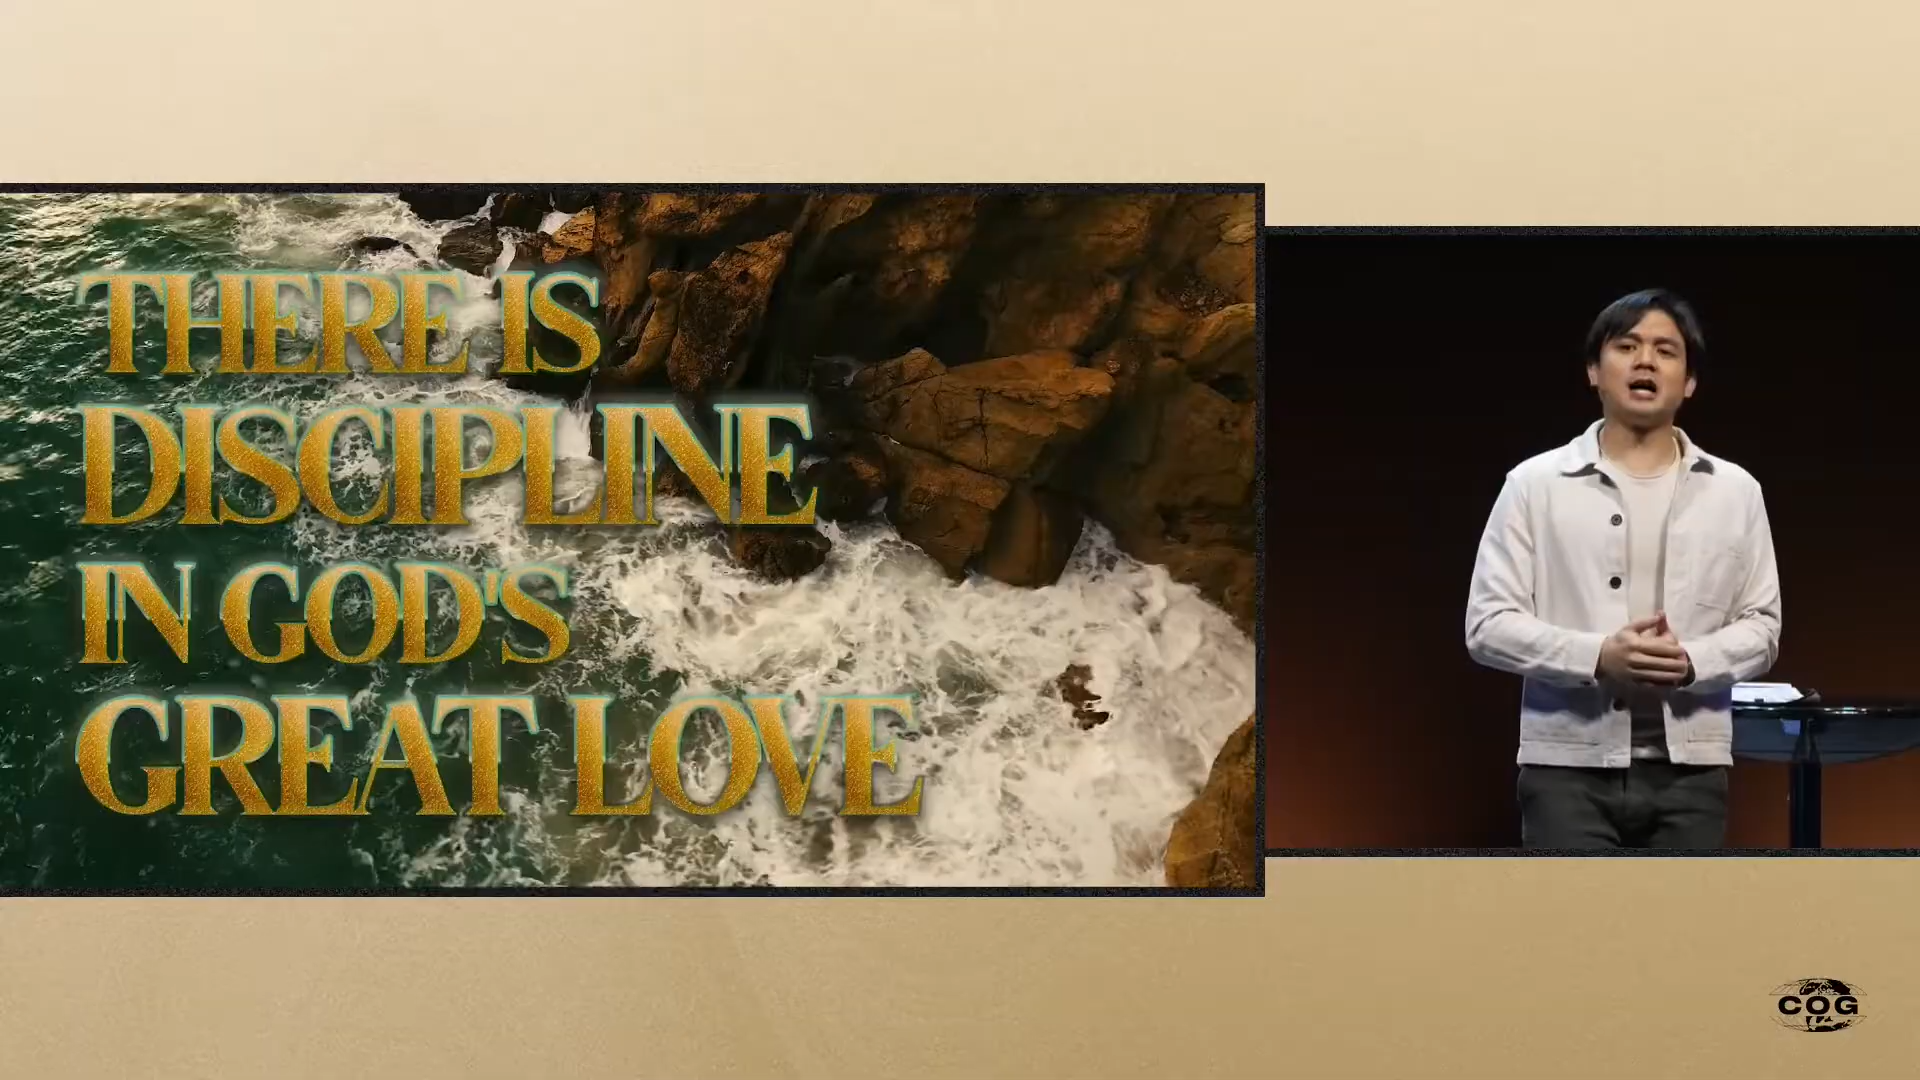 THERE IS
DISCIPLINE
IN GOD'S
GREAT LOVE
COG